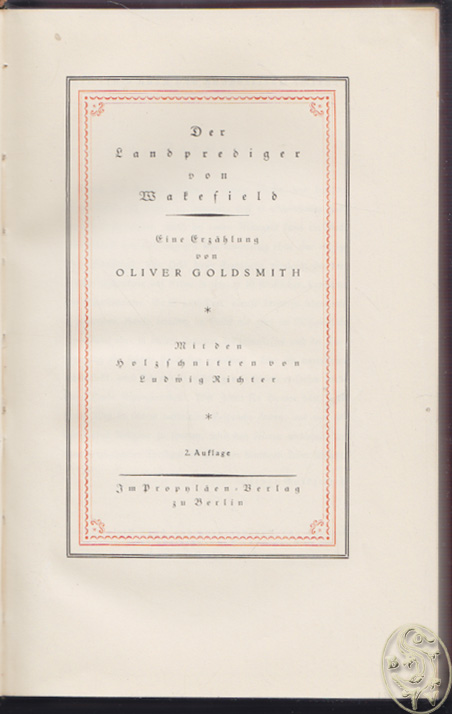 Der
Landprediger
von
Wakefield
Eine Erzählung
von
OLIVER GOLDSMITH
*
Mit den
Holzschnitten von
Ludwig Richter
*
2. Auflage
Im Propyläen-Verlag
zu Berlin